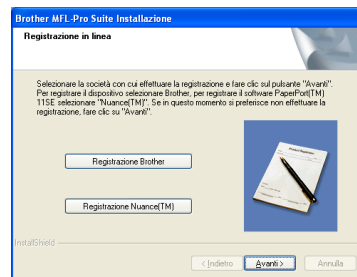 Brother MFL-Pro Suite Installazione
Registrazione in linea
Selezionare la società con cui effettuare la registrazione e fare clic sul pulsante "Avanti".
Per registrare il dispositivo selezionare Brother, per registrare il software PaperPort(TM)
11SE selezionare "Nuance(TM)". Se in questo momento si preferisce non effettuare la
registrazione, fare clic su "Avanti".
Registrazione Brother
Registrazione Nuance(TM)
InstallShield
< Indietro
Avanti >
Annulla